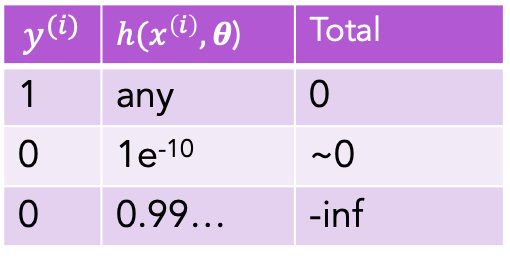 y⁽ⁱ⁾ h(x⁽ⁱ⁾, θ) Total
1 any 0
0 1e⁻¹⁰ ~0
0 0.99... -inf